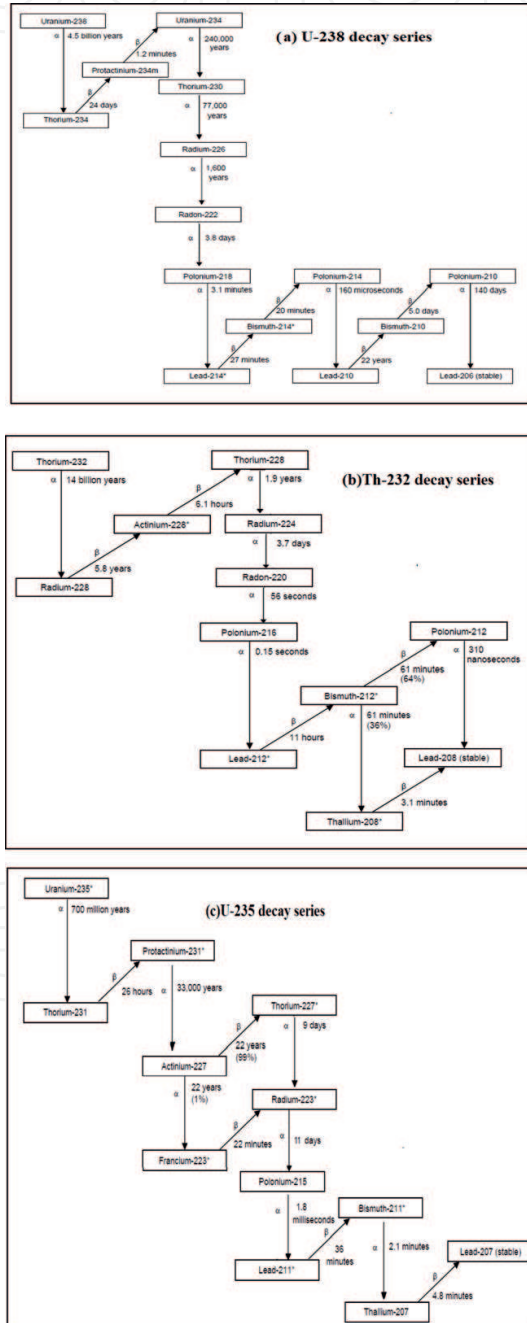 Uranium-238
Uranium-234
(a) U-238 decay series
α
4.5 billion years
β
1.2 minutes
α
240,000
years
Protactinium-234m
β
24 days
Thorium-234
Thorium-230
α
77,000
years
Radium-226
α
1,600
years
Radon-222
α
3.8 days
Polonium-218
Polonium-214
Polonium-210
α
3.1 minutes
β
20 minutes
α
160 microseconds
β
5.0 days
α
140 days
Bismuth-214*
Bismuth-210
β
27 minutes
β
22 years
Lead-214*
Lead-210
Lead-206 (stable)
Thorium-232
Thorium-228
(b)Th-232 decay series
α
14 billion years
β
6.1 hours
α
1.9 years
Actinium-228*
Radium-224
β
5.8 years
α
3.7 days
Radium-228
Radon-220
α
56 seconds
Polonium-216
Polonium-212
α
0.15 seconds
β
61 minutes
(64%)
α
310
nanoseconds
Bismuth-212*
β
11 hours
α
61 minutes
(36%)
Lead-212*
Lead-208 (stable)
β
3.1 minutes
Thallium-208*
Uranium-235*
(c)U-235 decay series
α
700 million years
Protactinium-231*
β
26 hours
α
33,000 years
Thorium-231
Thorium-227*
β
22 years
(99%)
α
9 days
Actinium-227
α
22 years
(1%)
Radium-223*
β
22 minutes
α
11 days
Francium-223*
Polonium-215
α
1.8
milliseconds
Bismuth-211*
β
36
minutes
α
2.1 minutes
Lead-211*
Lead-207 (stable)
β
4.8 minutes
Thallium-207